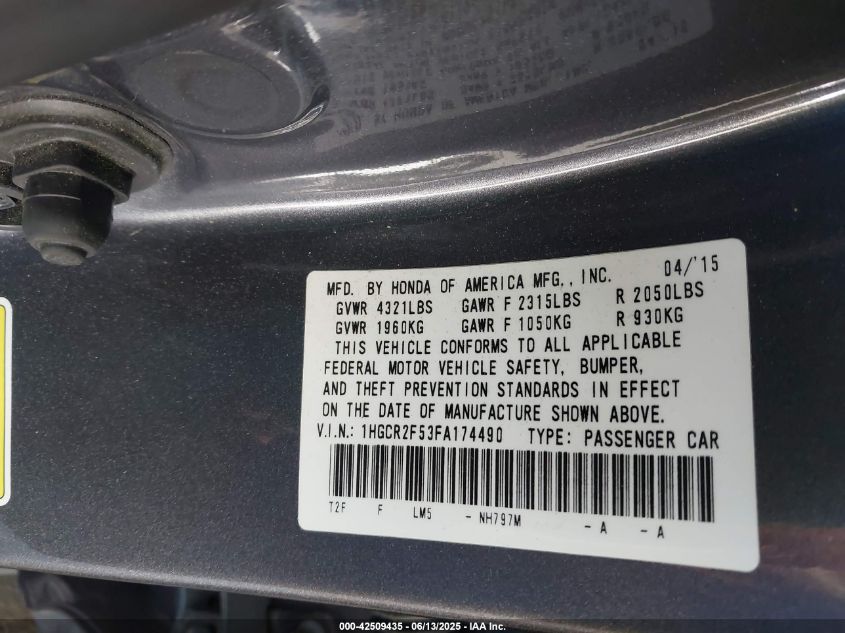 MFD. BY HONDA OF AMERICA MFG., INC. 04/'15
GVWR 4321LBS GAWR F 2315LBS R 2050LBS
GVWR 1960KG GAWR F 1050KG R 930KG
THIS VEHICLE CONFORMS TO ALL APPLICABLE
FEDERAL MOTOR VEHICLE SAFETY, BUMPER,
AND THEFT PREVENTION STANDARDS IN EFFECT
ON THE DATE OF MANUFACTURE SHOWN ABOVE.
V.I.N.: 1HGCR2F53FA174490 TYPE: PASSENGER CAR
T2F F LM5 - NH797M - A - A
000-42509435 - 06/13/2025 - IAA Inc.